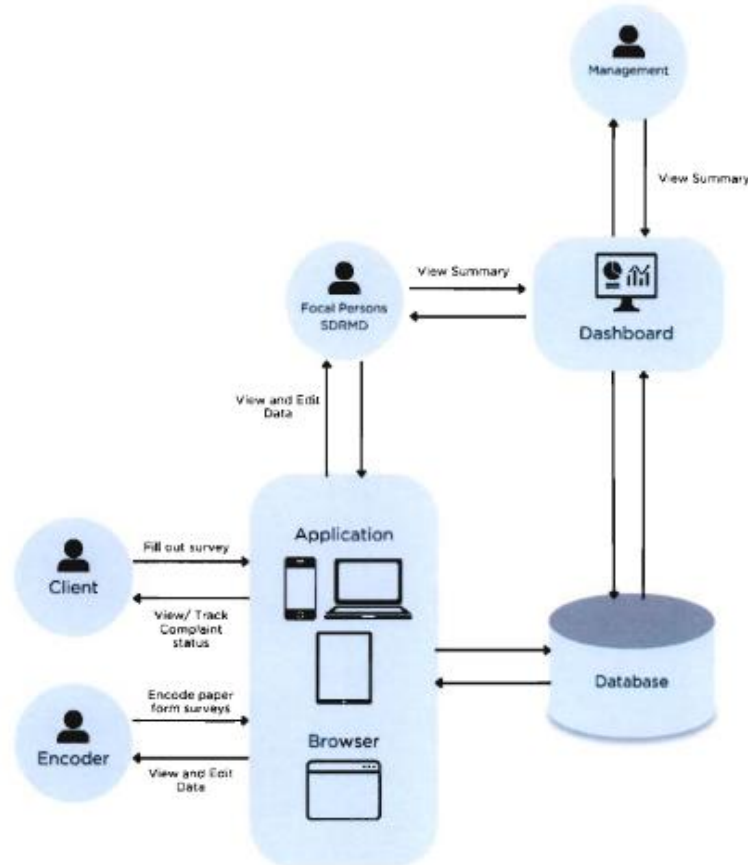 Management
View Summary
View Summary
Dashboard
Focal Persons
SDRMD
View and Edit
Data
Application
Fill out survey
Client
View/ Track
Complaint
status
Database
Encode paper
form surveys
Browser
Encoder
View and Edit
Data